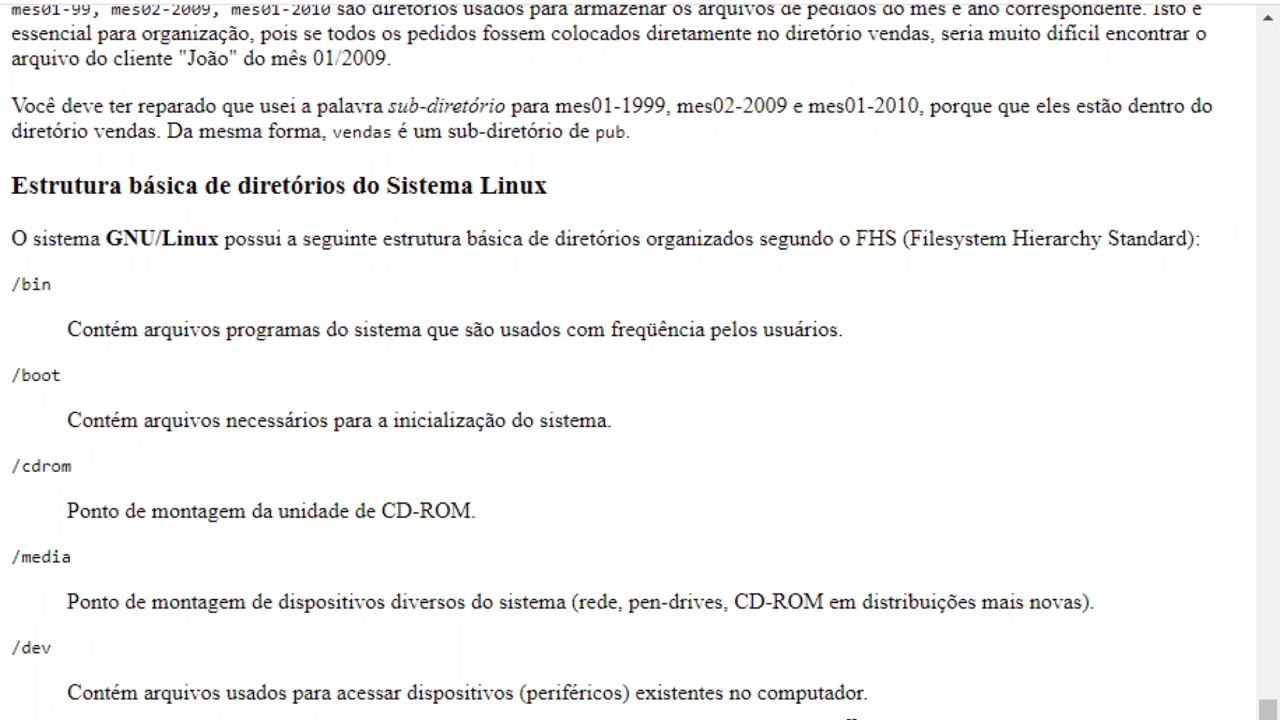 mes01-99, mes02-2009, mes01-2010 são diretórios usados para armazenar os arquivos de pedidos do mês e ano correspondente. Isto é
essencial para organização, pois se todos os pedidos fossem colocados diretamente no diretório vendas, seria muito difícil encontrar o
arquivo do cliente "João" do mês 01/2009.
Você deve ter reparado que usei a palavra sub-diretório para mes01-1999, mes02-2009 e mes01-2010, porque que eles estão dentro do
diretório vendas. Da mesma forma, vendas é um sub-diretório de pub.
Estrutura básica de diretórios do Sistema Linux
O sistema GNU/Linux possui a seguinte estrutura básica de diretórios organizados segundo o FHS (Filesystem Hierarchy Standard):
/bin
Contém arquivos programas do sistema que são usados com freqüência pelos usuários.
/boot
Contém arquivos necessários para a inicialização do sistema.
/cdrom
Ponto de montagem da unidade de CD-ROM.
/media
Ponto de montagem de dispositivos diversos do sistema (rede, pen-drives, CD-ROM em distribuições mais novas).
/dev
Contém arquivos usados para acessar dispositivos (periféricos) existentes no computador.